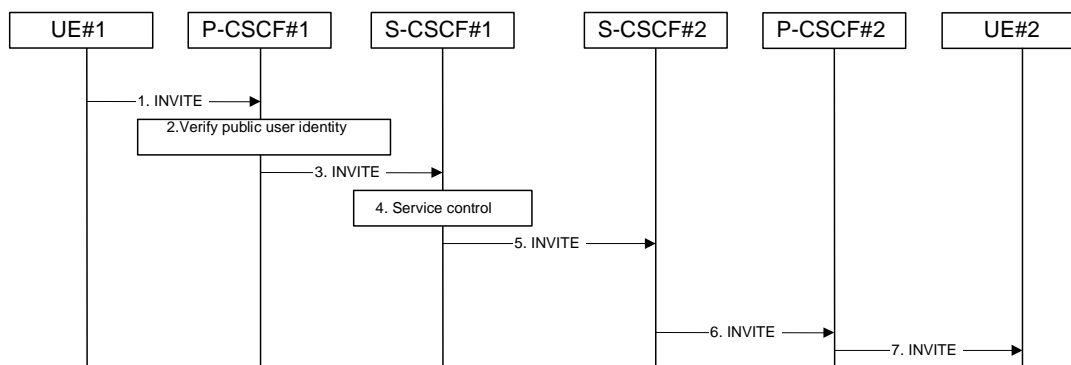 UE#1
P-CSCF#1
S-CSCF#1
S-CSCF#2
P-CSCF#2
UE#2
1. INVITE
2.Verify public user identity
3. INVITE
4. Service control
5. INVITE
6. INVITE
7. INVITE